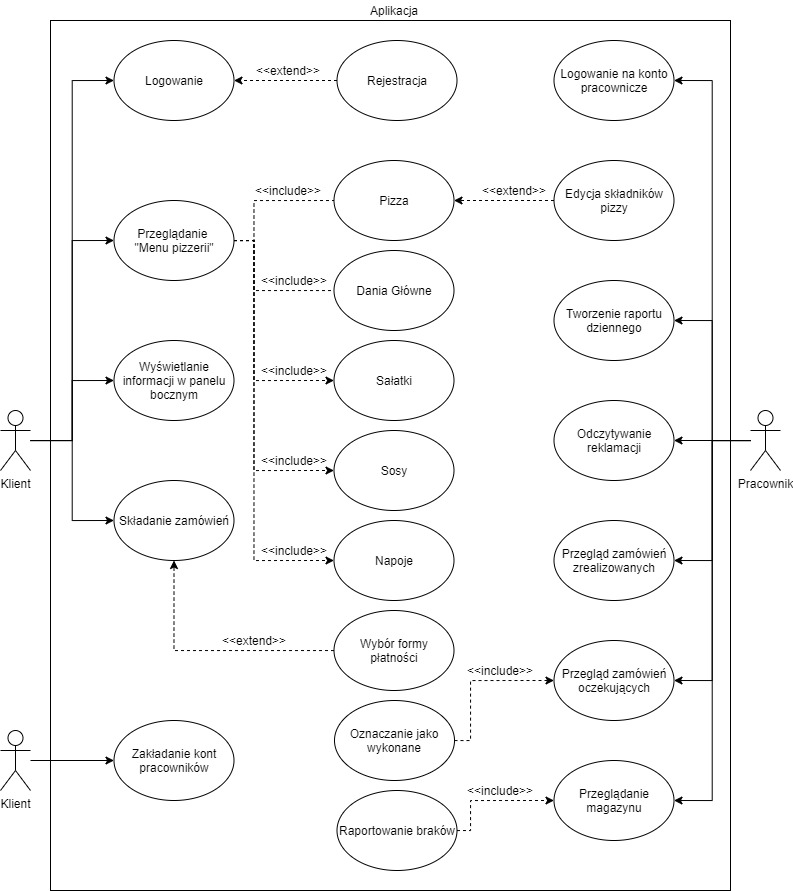 Aplikacja
Logowanie
<<extend>>
Rejestracja
Logowanie na konto
pracownicze
Przeglądanie
"Menu pizzerii"
<<include>>
Pizza
<<extend>>
Edycja składników
pizzy
<<include>>
Dania Główne
Tworzenie raportu
dziennego
Wyświetlanie
informacji w panelu
bocznym
<<include>>
Sałatki
Klient
Odczytywanie
reklamacji
Pracownik
<<include>>
Sosy
Składanie zamówień
<<include>>
Napoje
Przegląd zamówień
zrealizowanych
<<extend>>
Wybór formy
płatności
<<include>>
Przegląd zamówień
oczekujących
Oznaczanie jako
wykonane
Klient
Zakładanie kont
pracowników
<<include>>
Przeglądanie
magazynu
Raportowanie braków